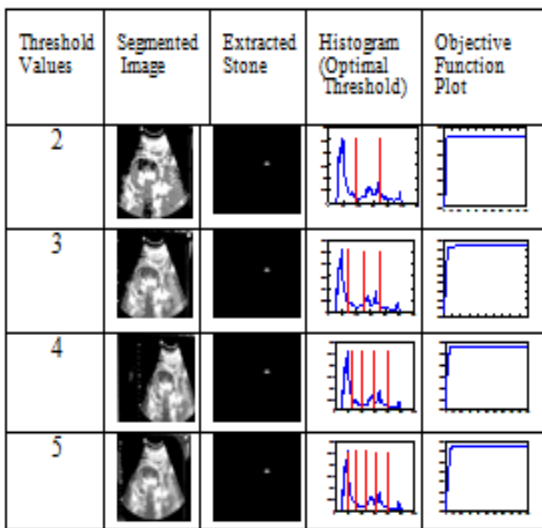 Threshold Values
Segmented Image
Extracted Stone
Histogram (Optimal Threshold)
Objective Function Plot
2
3
4
5